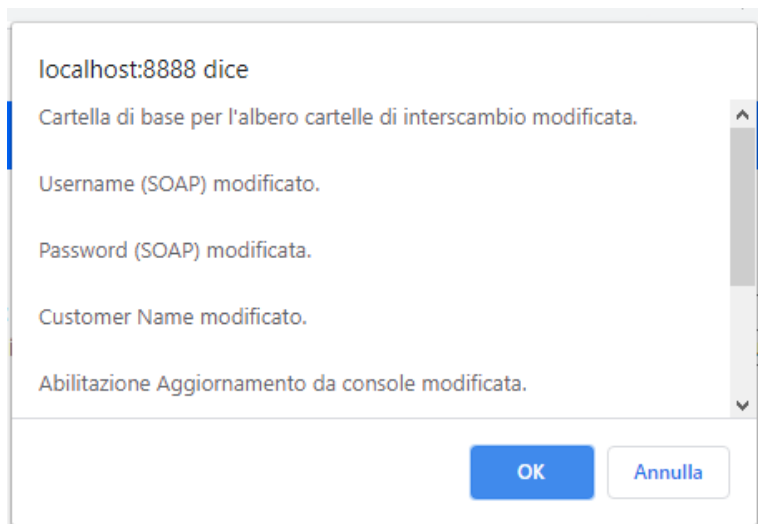 localhost:8888 dice
Cartella di base per l'albero cartelle di interscambio modificata.
Username (SOAP) modificato.
Password (SOAP) modificata.
Customer Name modificato.
Abilitazione Aggiornamento da console modificata.
OK
Annulla